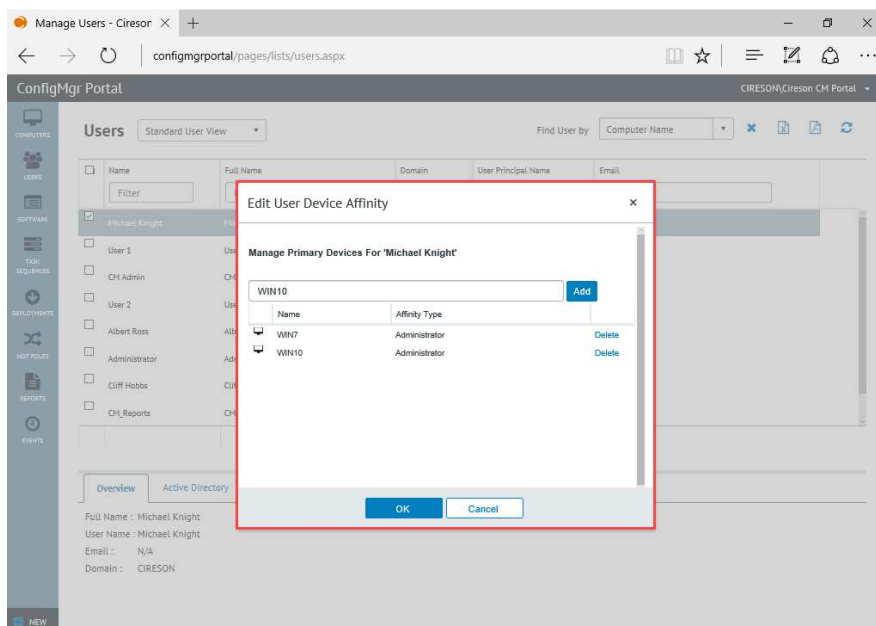 Manage Users - Cireson
configmgrportal/pages/lists/users.aspx
ConfigMgr Portal
CIRESON\Cireson CM Portal
COMPUTERS
USERS
SOFTWARE
TASK SEQUENCES
DEPLOYMENTS
HOT ROLES
REPORTS
EVENTS
NEW
Users
Standard User View
Find User by
Computer Name
Name
Full Name
Domain
User Principal Name
Email
Filter
Michael Knight
User 1
CM Admin
CM
User 2
Albert Ross
Alb
Administrator
Cliff Hobbs
CM_Reports
CM
Edit User Device Affinity
Manage Primary Devices For 'Michael Knight'
WIN10
Add
Name
Affinity Type
WIN7
Administrator
Delete
WIN10
Administrator
Delete
OK
Cancel
Overview
Active Directory
Full Name : Michael Knight
User Name : Michael Knight
Email : N/A
Domain : CIRESON